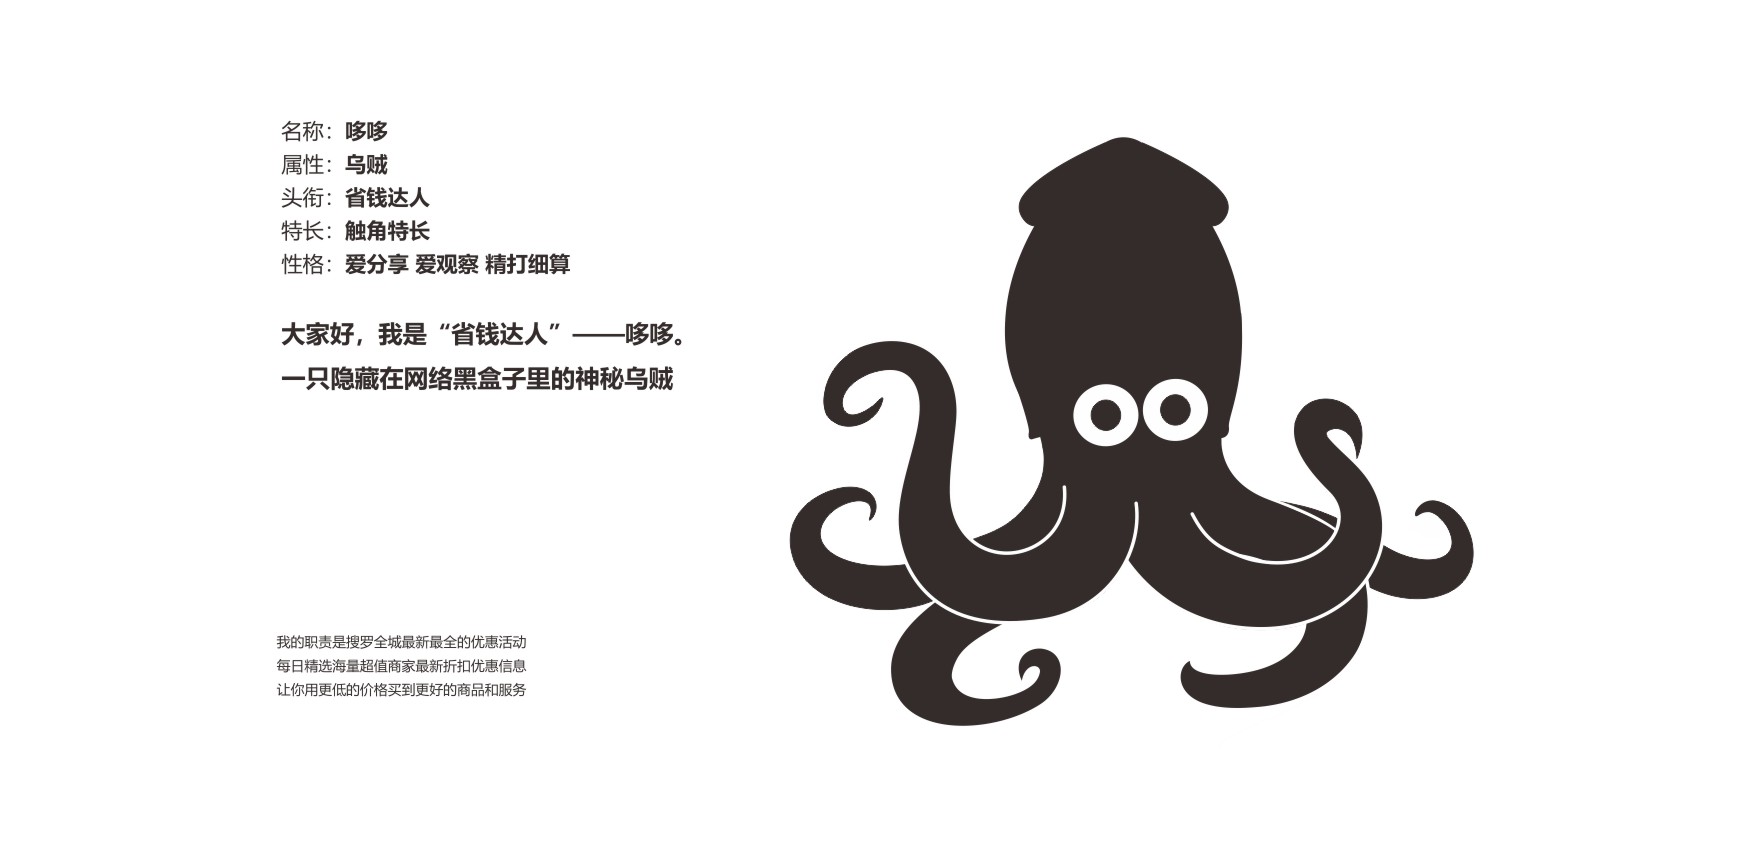 名称：哆哆
属性：乌贼
头衔：省钱达人
特长：触角特长
性格：爱分享 爱观察 精打细算
大家好，我是“省钱达人”——哆哆。
一只隐藏在网络黑盒子里的神秘乌贼
我的职责是搜罗全城最新最全的优惠活动
每日精选海量超值商家最新折扣优惠信息
让你用更低的价格买到更好的商品和服务